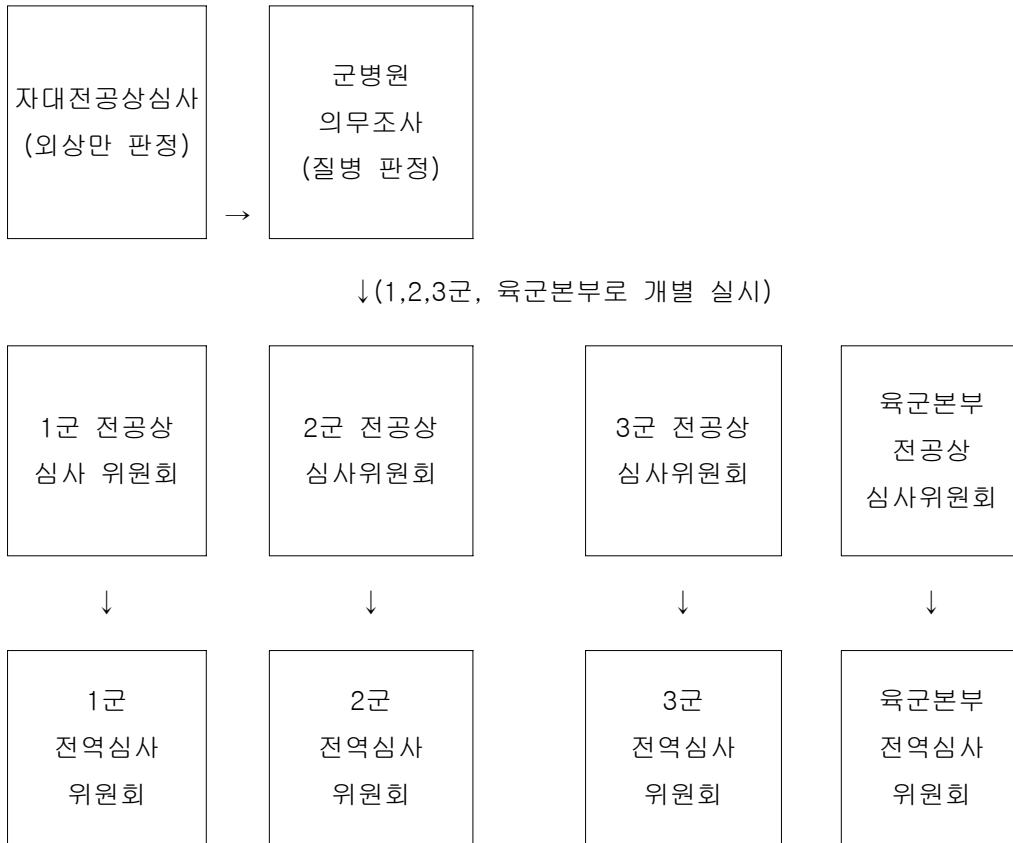 자대전공상심사
(외상만 판정)
→
군병원
의무조사
(질병 판정)
↓(1,2,3군, 육군본부로 개별 실시)
1군 전공상
심사 위원회
2군 전공상
심사위원회
3군 전공상
심사위원회
육군본부
전공상
심사위원회
↓
↓
↓
↓
1군
전역심사
위원회
2군
전역심사
위원회
3군
전역심사
위원회
육군본부
전역심사
위원회